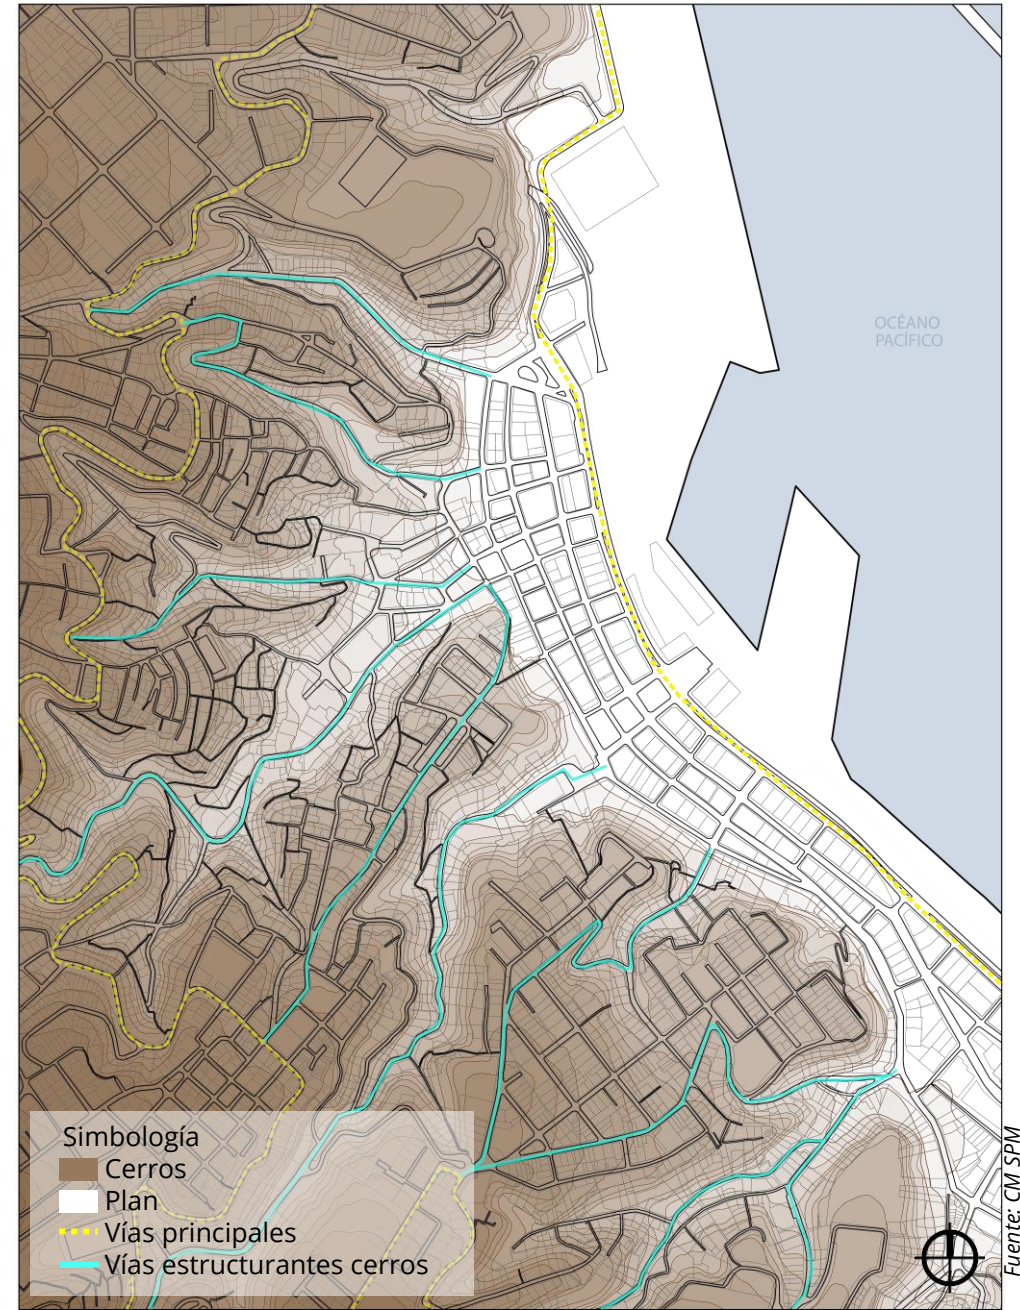 OCÉANO
PACÍFICO
Simbología
Cerros
Plan
Vías principales
Vías estructurantes cerros
Fuente: CM SPM